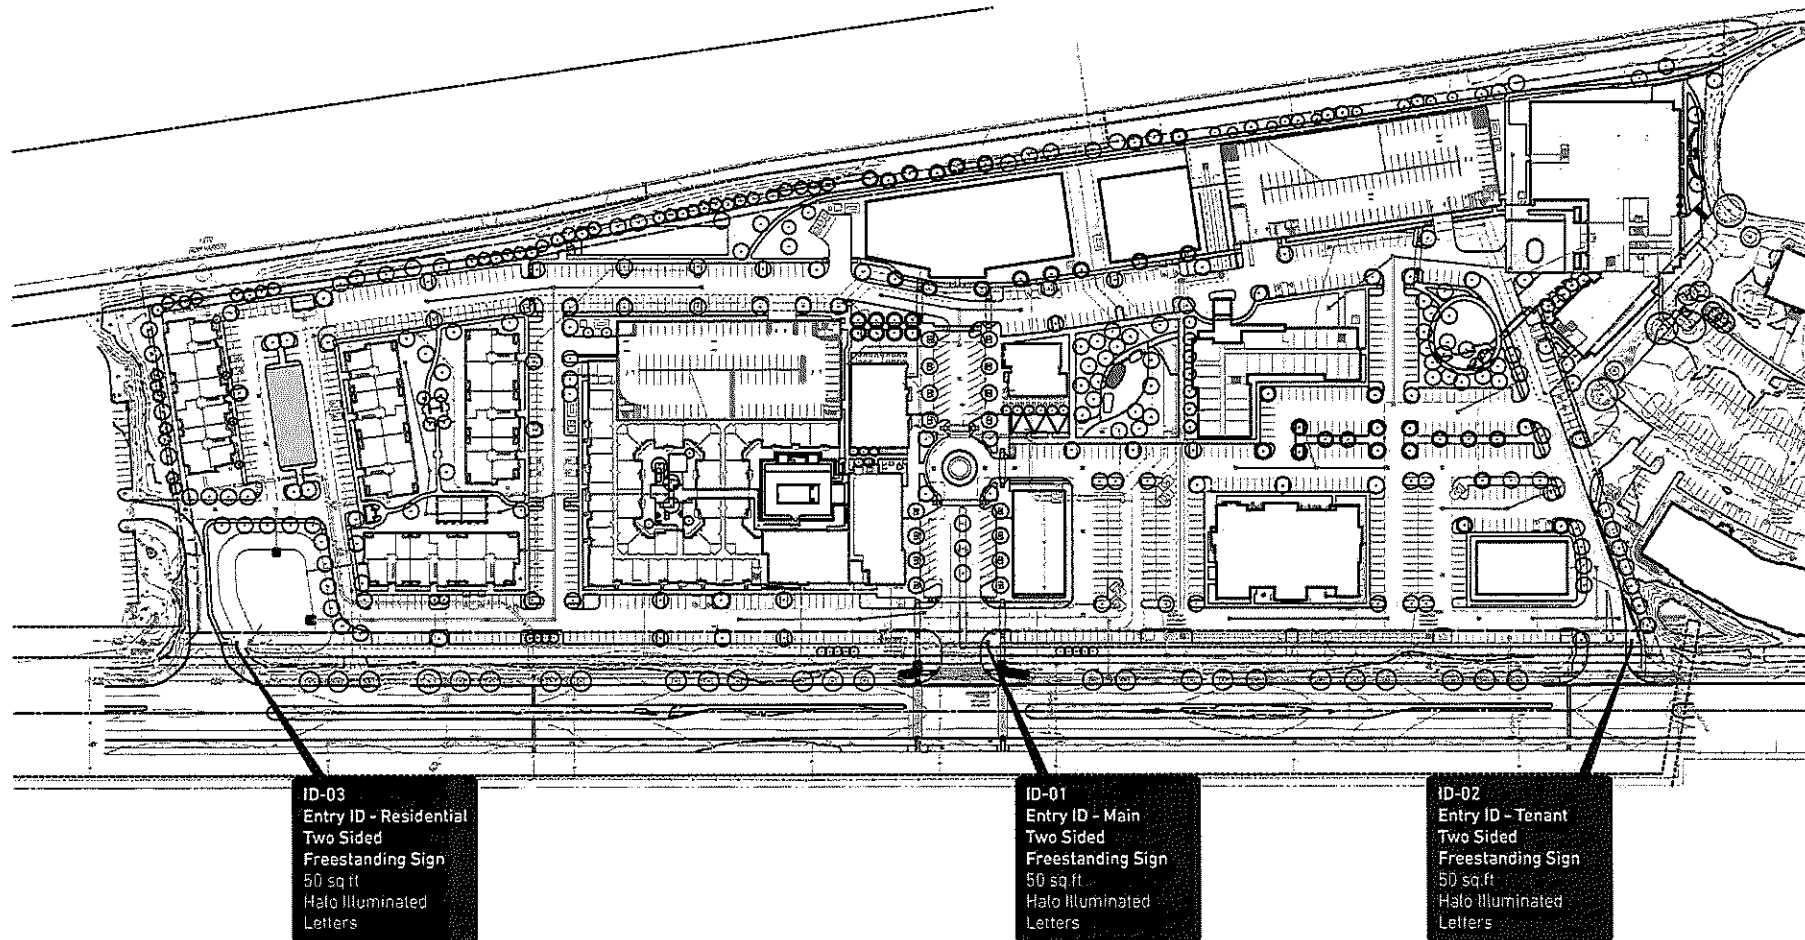 ID-03
Entry ID - Residential
Two Sided
Freestanding Sign
50 sq ft
Halo Illuminated
Letters
ID-01
Entry ID - Main
Two Sided
Freestanding Sign
50 sq ft
Halo Illuminated
Letters
ID-02
Entry ID - Tenant
Two Sided
Freestanding Sign
50 sq ft
Halo Illuminated
Letters